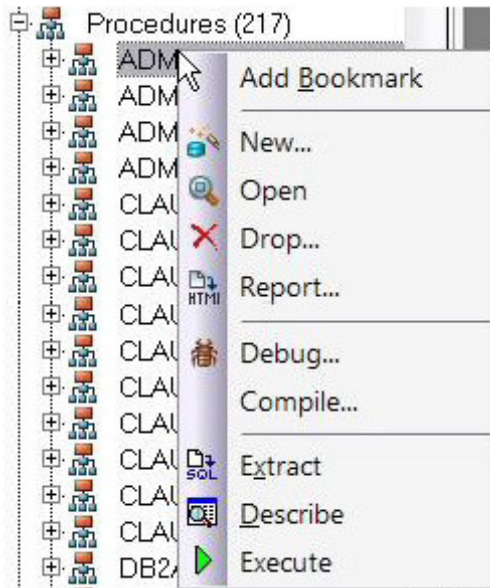 Procedures (217)
ADM
Add Bookmark
ADM
ADM
New...
ADM
Open
CLAU
CLAU
Drop...
CLAU
HTML
Report...
CLAU
CLAU
Debug...
CLAU
Compile...
CLAU
CLAU
SQL
Extract
CLAU
Describe
CLAU
DB2A
Execute